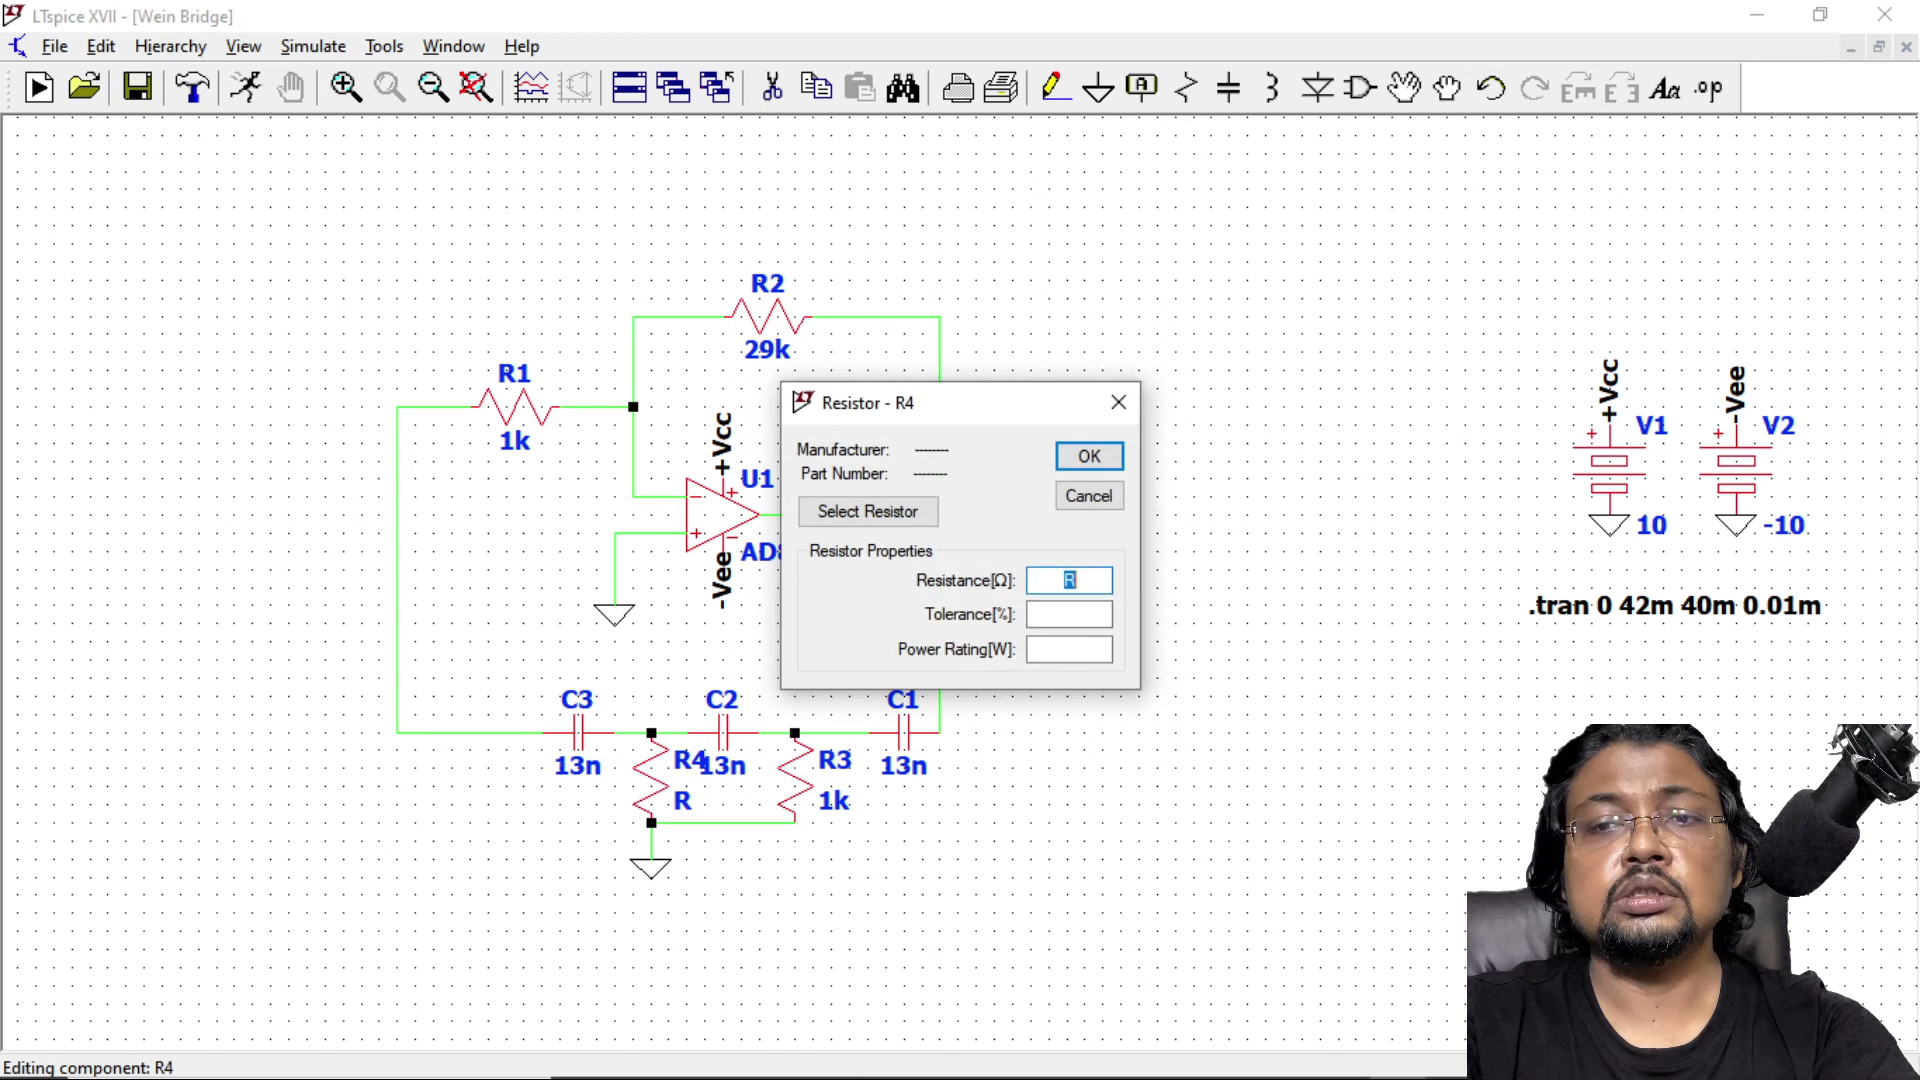 LTspice XVII - [Wein Bridge]
File Edit Hierarchy View Simulate Tools Window Help
A Aa .op
R2
29k
R1
1k
+Vcc
U1
-Vee
Resistor - R4
Manufacturer: --------
Part Number: --------
OK
Cancel
Select Resistor
Resistor Properties
Resistance[Ω]: R
Tolerance[%]:
Power Rating[W]:
+Vcc
V1
10
-Vee
V2
-10
.tran 0 42m 40m 0.01m
C3
13n
C2
13n
C1
13n
R4
R
R3
1k
Editing component: R4